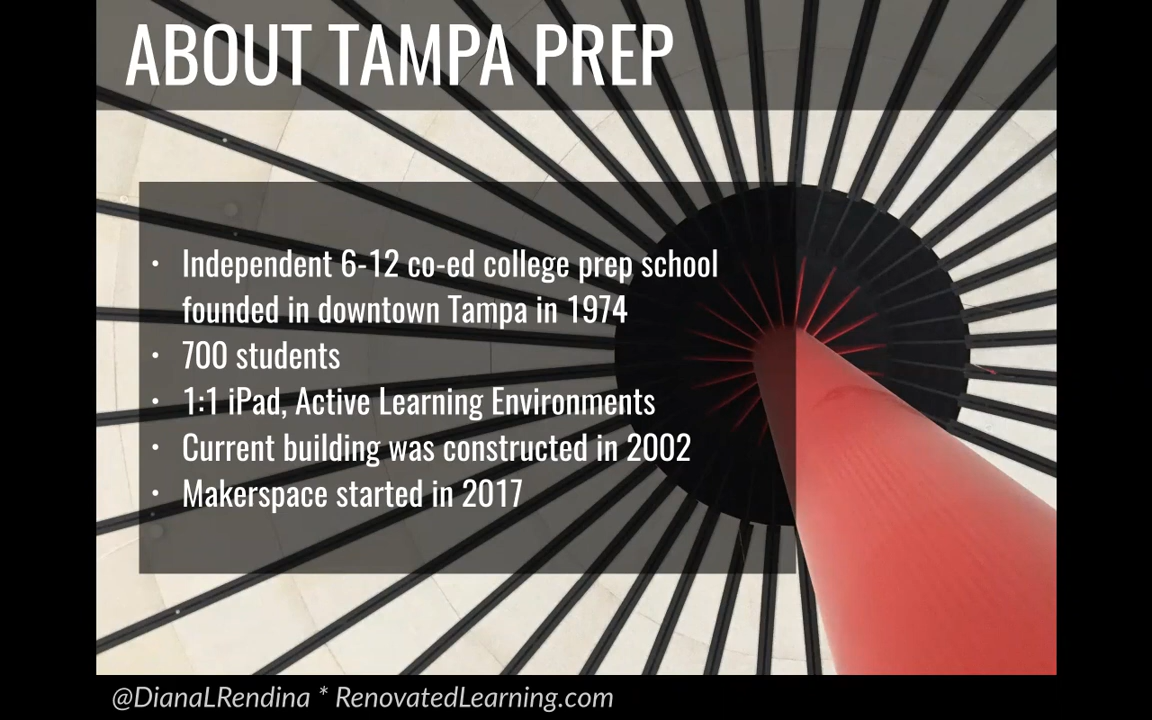 ABOUT TAMPA PREP
• Independent 6-12 co-ed college prep school
founded in downtown Tampa in 1974
• 700 students
• 1:1 iPad, Active Learning Environments
• Current building was constructed in 2002
• Makerspace started in 2017
@DianaLRendina * RenovatedLearning.com